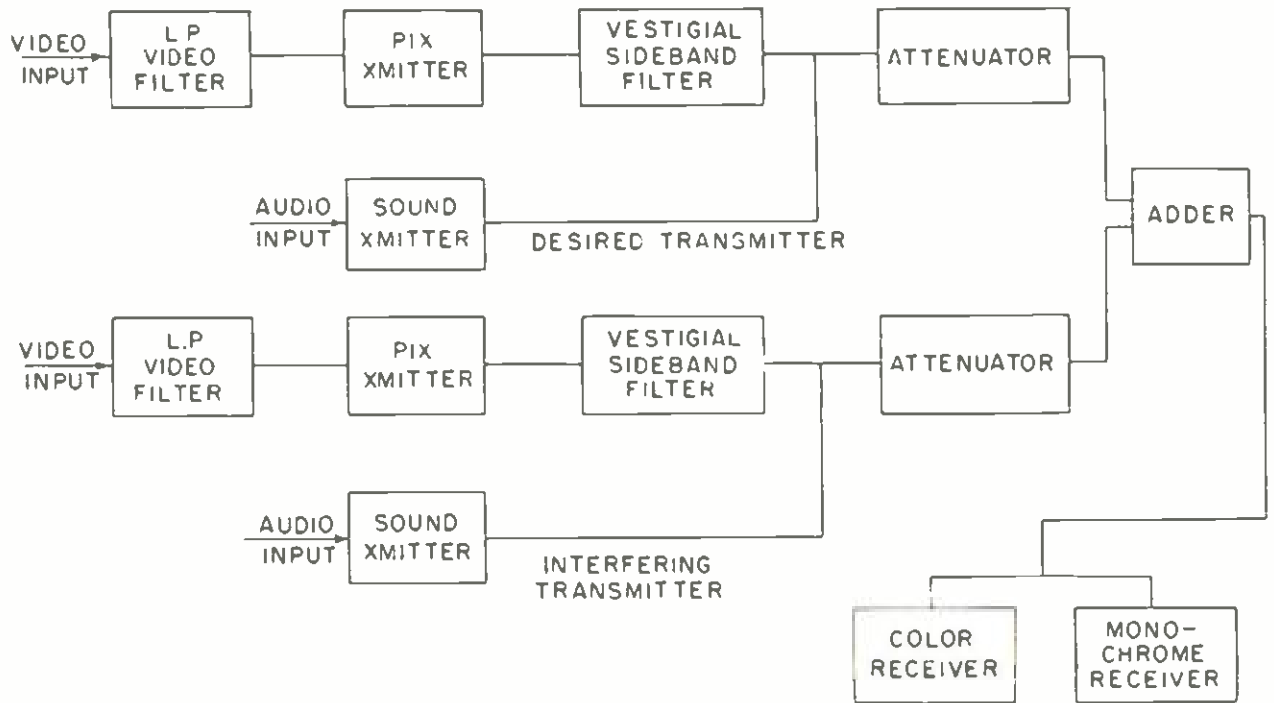 VIDEO
INPUT
L P
VIDEO
FILTER
PIX
XMITTER
VESTIGIAL
SIDEBAND
FILTER
ATTENUATOR
AUDIO
INPUT
SOUND
XMITTER
DESIRED TRANSMITTER
ADDER
VIDEO
INPUT
L.P
VIDEO
FILTER
PIX
XMITTER
VESTIGIAL
SIDEBAND
FILTER
ATTENUATOR
AUDIO
INPUT
SOUND
XMITTER
INTERFERING
TRANSMITTER
COLOR
RECEIVER
MONO-
CHROME
RECEIVER